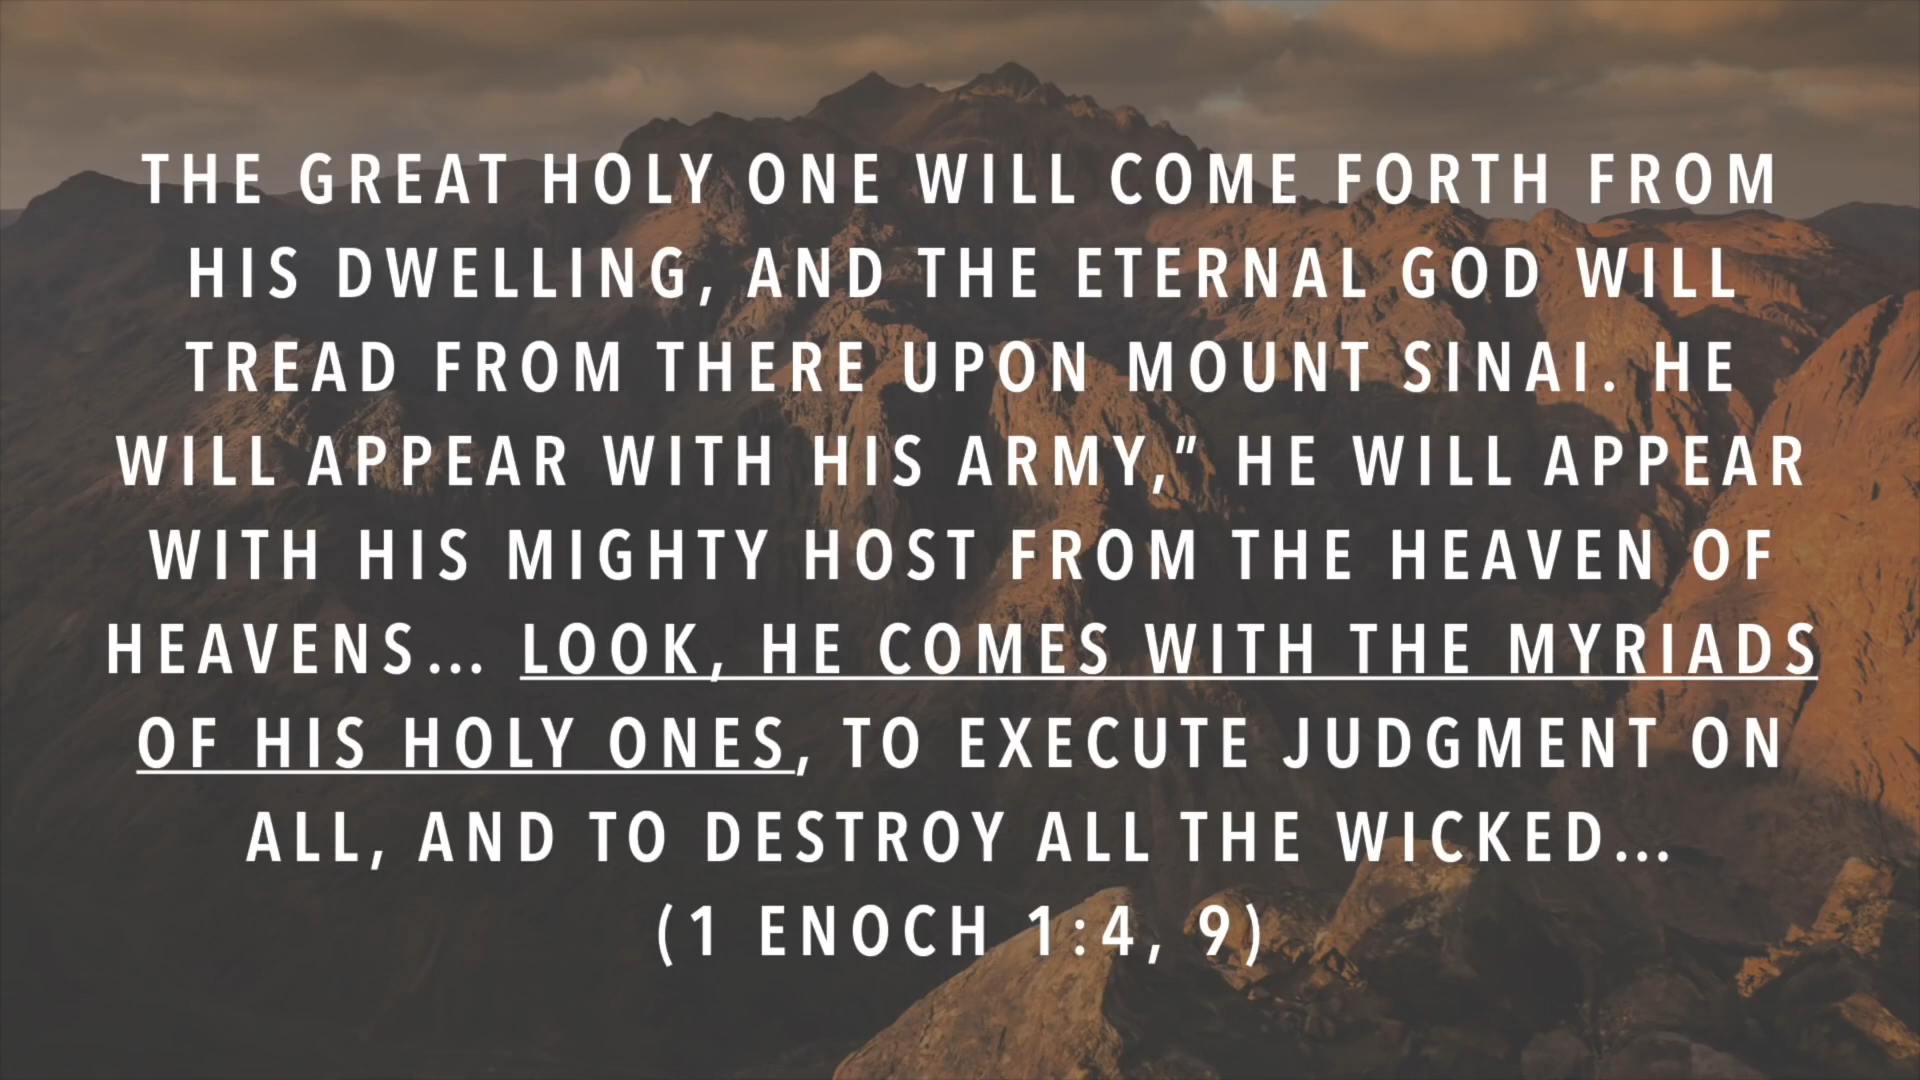 THE GREAT HOLY ONE WILL COME FORTH FROM
HIS DWELLING, AND THE ETERNAL GOD WILL
TREAD FROM THERE UPON MOUNT SINAI. HE
WILL APPEAR WITH HIS ARMY,” HE WILL APPEAR
WITH HIS MIGHTY HOST FROM THE HEAVEN OF
HEAVENS... LOOK, HE COMES WITH THE MYRIADS
OF HIS HOLY ONES, TO EXECUTE JUDGMENT ON
ALL, AND TO DESTROY ALL THE WICKED...
(1 ENOCH 1:4, 9)